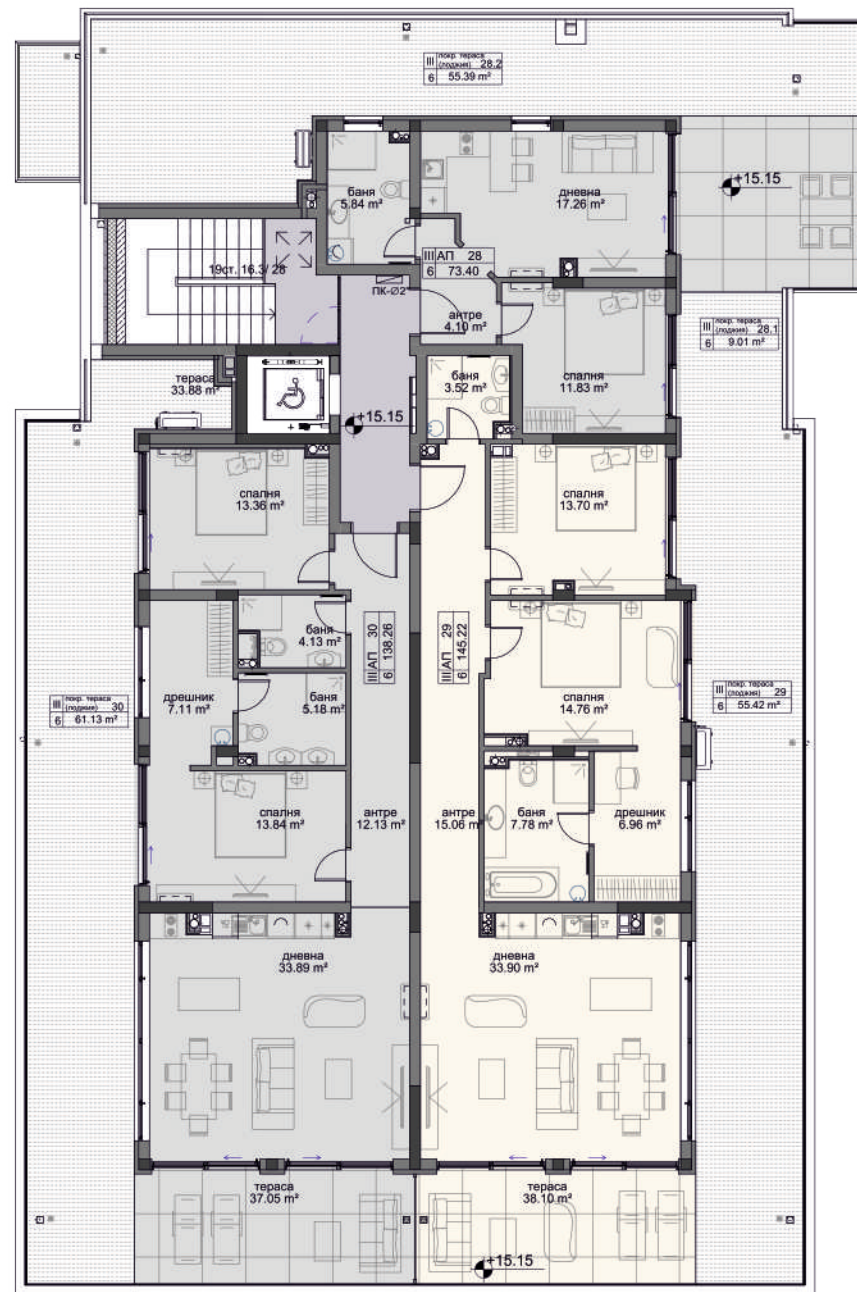 III покр. тераса
(лоджия) 28.2
6 55.39 m²
+15.15
баня
5.84 m²
дневна
17.26 m²
19ст. 16.3/ 28
III АП 28
6 73.40
ПК-Ø2"
антре
4.10 m²
III покр. тераса
(лоджия) 28.1
6 9.01 m²
спалня
11.83 m²
тераса
33.88 m²
баня
3.52 m²
+15.15
спалня
13.36 m²
спалня
13.70 m²
баня
4.13 m²
III АП 30
6 138.26
III АП 29
6 145.22
III покр. тераса
(лоджия) 30
6 61.13 m²
дрешник
7.11 m²
баня
5.18 m²
спалня
14.76 m²
III покр. тераса
(лоджия) 29
6 55.42 m²
спалня
13.84 m²
антре
12.13 m²
антре
15.06 m²
баня
7.78 m²
дрешник
6.96 m²
дневна
33.89 m²
дневна
33.90 m²
тераса
37.05 m²
тераса
38.10 m²
+15.15